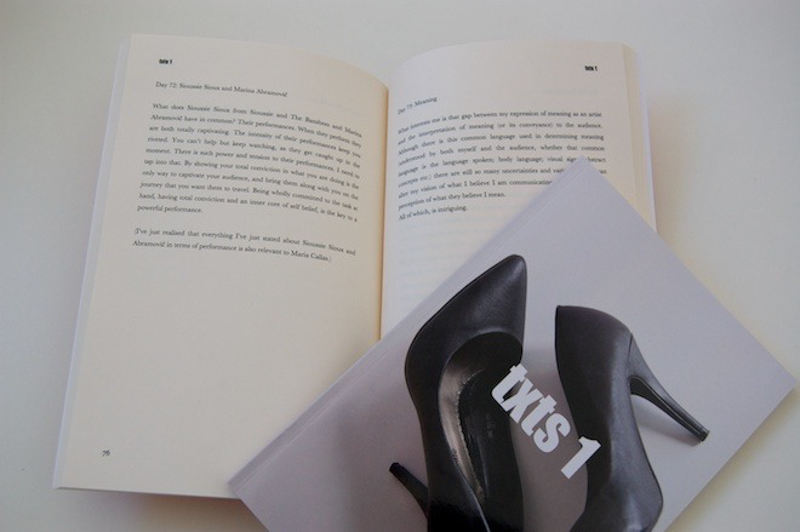 txts 1
Day 72: Siouxsie Sioux and Marina Abramović
What does Siouxsie Sioux from Siouxsie and The Banshees and Marina
Abramović have in common? Their performances. When they perform they
are both totally captivating. The intensity of their performances keep you
riveted. You can't help but keep watching, as they get caught up in the
moment. There is such power and tension to their performances. I need to
tap into that. By showing your total conviction in what you are doing is the
only way to captivate your audience, and bring them along with you on the
journey that you want them to travel. Being wholly committed to the task at
hand, having total conviction and an inner core of self belief, is the key to a
powerful performance.
(I've just realised that everything I've just stated about Siouxsie Sioux and
Abramović in terms of performance is also relevant to Maria Callas.)
76
txts 1
Day 73: Meaning
What interests me is that gap between my expression of meaning as an artist
and the interpretation of meaning (or its conveyance) to the audience.
although there is this common language used in determining meaning
understood by both myself and the audience, whether that common
language is the language spoken; body language; visual abstract
concepts etc.) there are still so many uncertainties and can
alter my vision of what I believe I am communicating
perception of what they believe I mean.
All of which, is intriguing.
txts 1